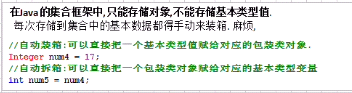 在Java的集合框架中,只能存储对象,不能存储基本类型值.
每次存储到集合中的基本数据都得手动来装箱.麻烦,
//自动装箱:可以直接把一个基本类型值赋给对应的包装类对象.
Integer num4 = 17;
//自动拆箱:可以直接把一个包装类对象赋给对应的基本类型变量
int num5 = num4;